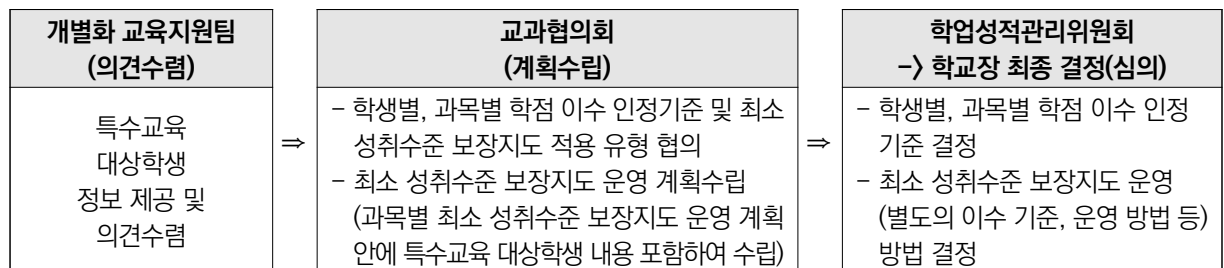 개별화 교육지원팀
(의견수렴)
특수교육
대상학생
정보 제공 및
의견수렴
⇒
교과협의회
(계획수립)
- 학생별, 과목별 학점 이수 인정기준 및 최소
성취수준 보장지도 적용 유형 협의
- 최소 성취수준 보장지도 운영 계획수립
(과목별 최소 성취수준 보장지도 운영 계획
안에 특수교육 대상학생 내용 포함하여 수립)
⇒
학업성적관리위원회
-> 학교장 최종 결정(심의)
- 학생별, 과목별 학점 이수 인정
기준 결정
- 최소 성취수준 보장지도 운영
(별도의 이수 기준, 운영 방법 등)
방법 결정